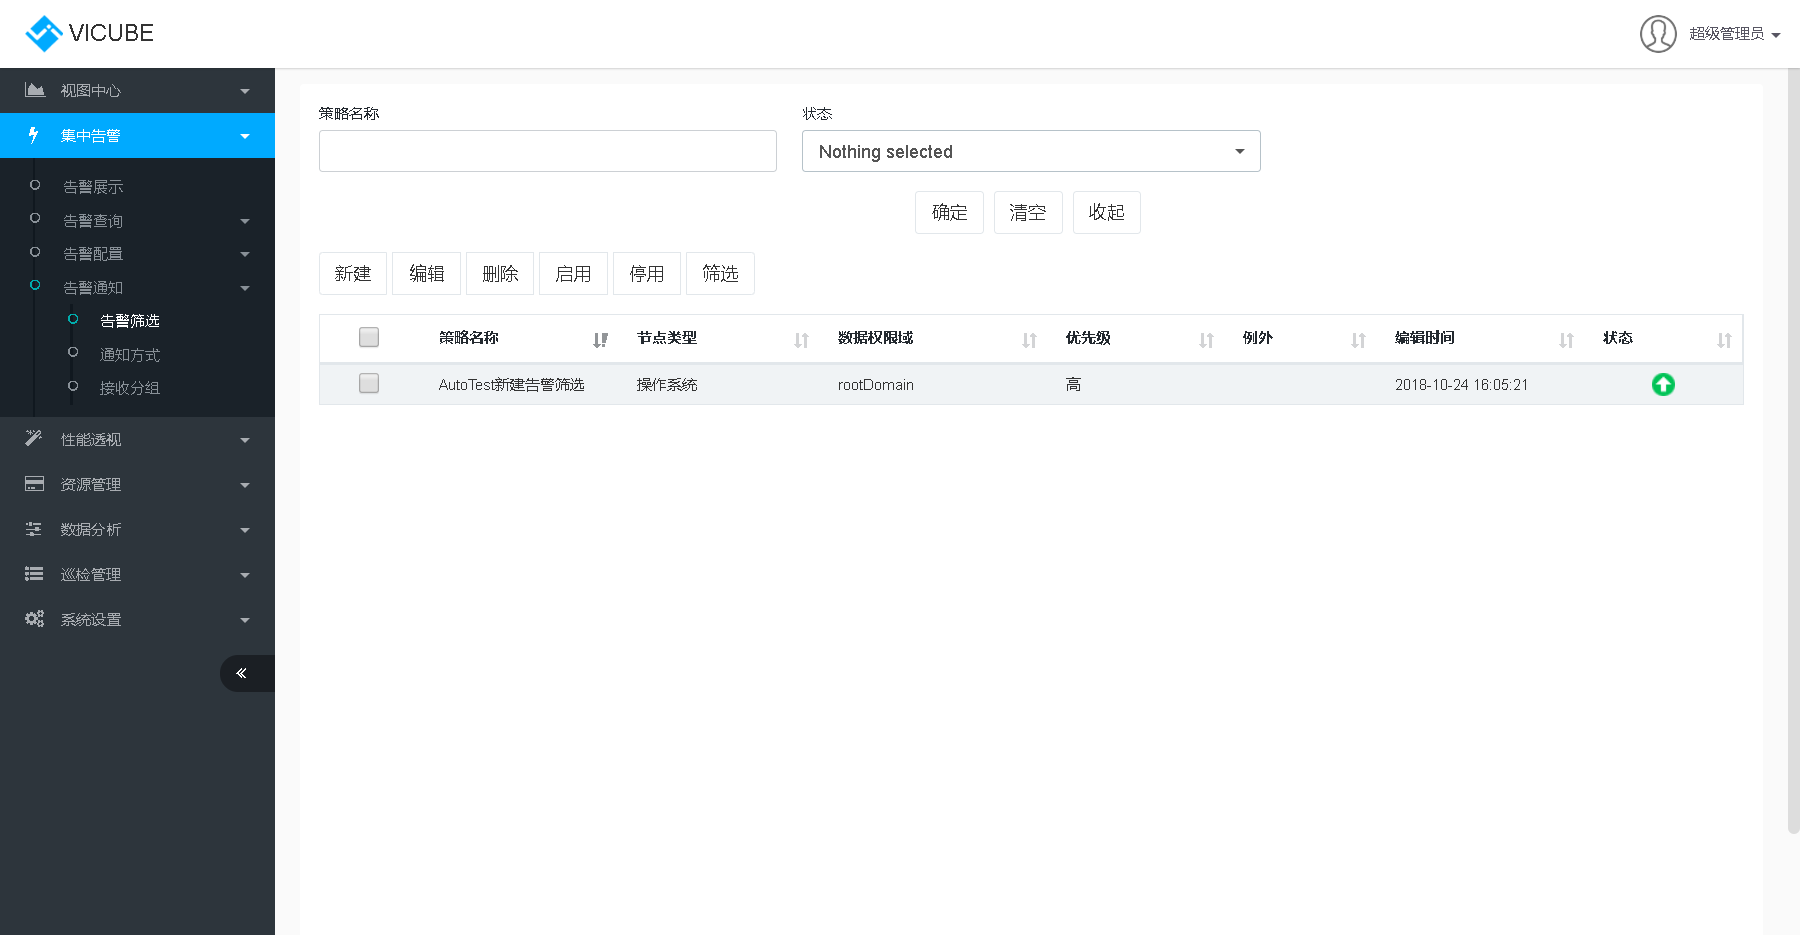 VICUBE
超级管理员
视图中心
集中告警
告警展示
告警查询
告警配置
告警通知
告警筛选
通知方式
接收分组
性能透视
资源管理
数据分析
巡检管理
系统设置
策略名称 状态
Nothing selected
确定 清空 收起
新建 编辑 删除 启用 停用 筛选
策略名称 节点类型 数据权限域 优先级 例外 编辑时间 状态
AutoTest新建告警筛选 操作系统 rootDomain 高 2018-10-24 16:05:21